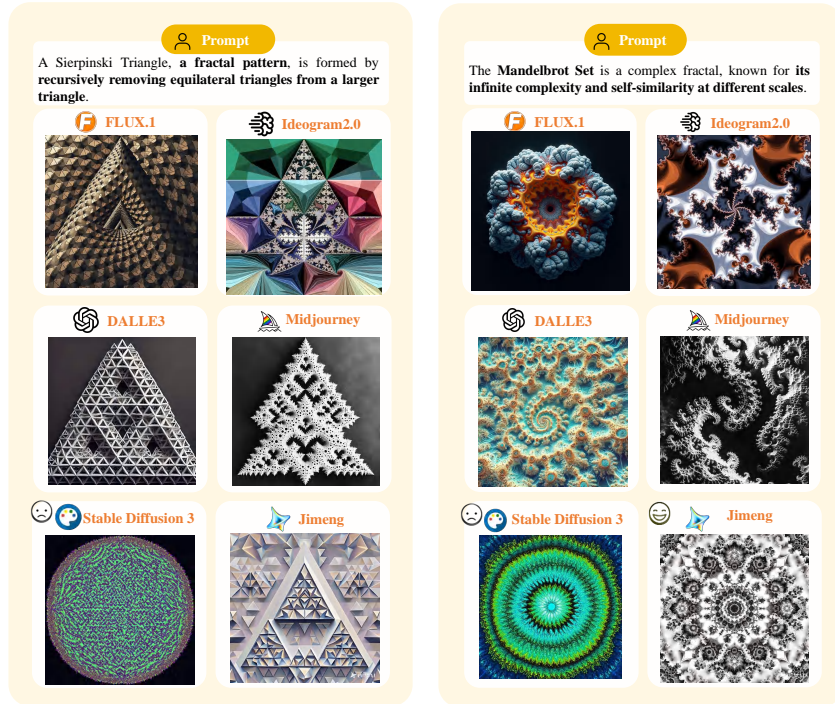 Prompt
A Sierpinski Triangle, a fractal pattern, is formed by
recursively removing equilateral triangles from a larger
triangle.
FLUX.1
Ideogram2.0
DALLE3
Midjourney
Stable Diffusion 3
Jimeng
Prompt
The Mandelbrot Set is a complex fractal, known for its
infinite complexity and self-similarity at different scales.
FLUX.1
Ideogram2.0
DALLE3
Midjourney
Stable Diffusion 3
Jimeng